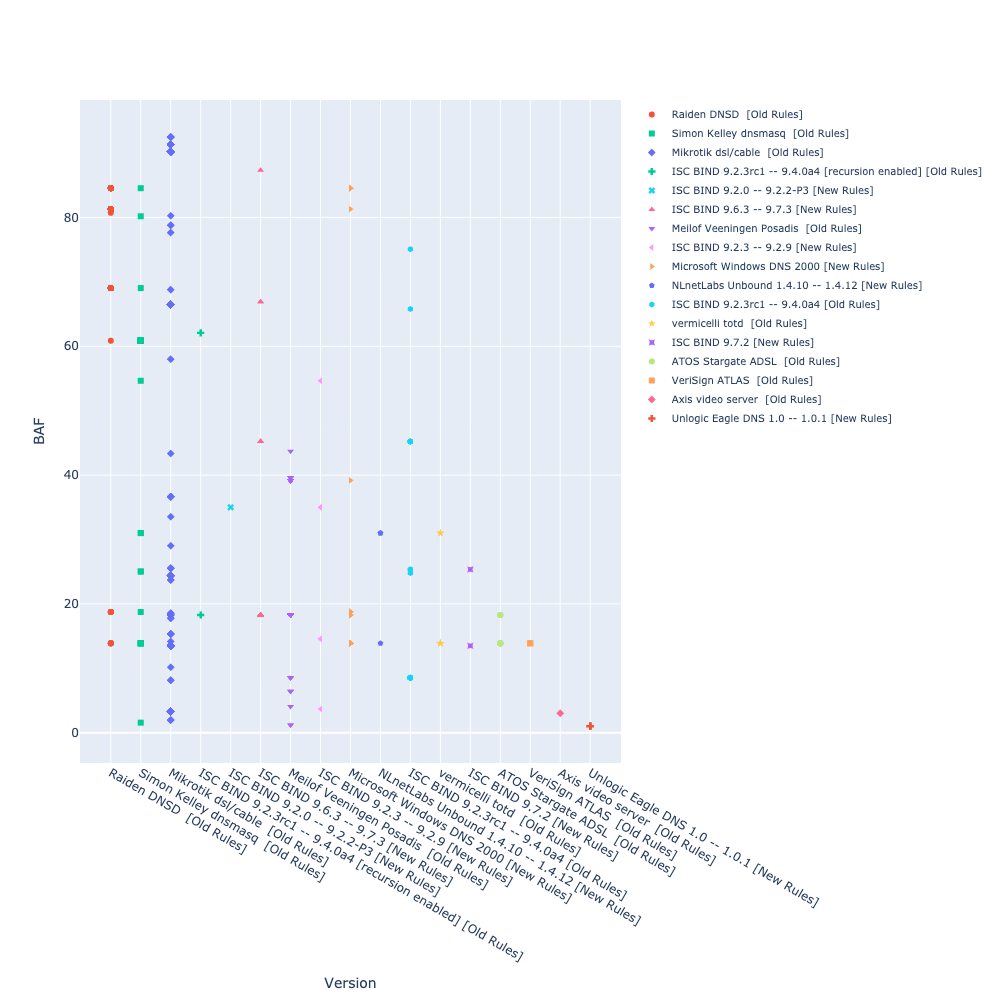 Raiden DNSD  [Old Rules]
Simon Kelley dnsmasq  [Old Rules]
Mikrotik dsl/cable  [Old Rules]
ISC BIND 9.2.3rc1 -- 9.4.0a4 [recursion enabled] [Old Rules]
ISC BIND 9.2.0 -- 9.2.2-P3 [New Rules]
ISC BIND 9.6.3 -- 9.7.3 [New Rules]
Meilof Veeningen Posadis  [Old Rules]
ISC BIND 9.2.3 -- 9.2.9 [New Rules]
Microsoft Windows DNS 2000 [New Rules]
NLnetLabs Unbound 1.4.10 -- 1.4.12 [New Rules]
ISC BIND 9.2.3rc1 -- 9.4.0a4 [Old Rules]
vermicelli totd  [Old Rules]
ISC BIND 9.7.2 [New Rules]
ATOS Stargate ADSL  [Old Rules]
VeriSign ATLAS  [Old Rules]
Axis video server  [Old Rules]
Unlogic Eagle DNS 1.0 -- 1.0.1 [New Rules]
80
60
40
20
0
BAF
Raiden DNSD  [Old Rules]
Simon Kelley dnsmasq  [Old Rules]
Mikrotik dsl/cable  [Old Rules]
ISC BIND 9.2.3rc1 -- 9.4.0a4 [recursion enabled] [Old Rules]
ISC BIND 9.2.0 -- 9.2.2-P3 [New Rules]
ISC BIND 9.6.3 -- 9.7.3 [New Rules]
Meilof Veeningen Posadis  [Old Rules]
ISC BIND 9.2.3 -- 9.2.9 [New Rules]
Microsoft Windows DNS 2000 [New Rules]
NLnetLabs Unbound 1.4.10 -- 1.4.12 [New Rules]
ISC BIND 9.2.3rc1 -- 9.4.0a4 [Old Rules]
vermicelli totd  [Old Rules]
ISC BIND 9.7.2 [New Rules]
ATOS Stargate ADSL  [Old Rules]
VeriSign ATLAS  [Old Rules]
Axis video server  [Old Rules]
Unlogic Eagle DNS 1.0 -- 1.0.1 [New Rules]
Version